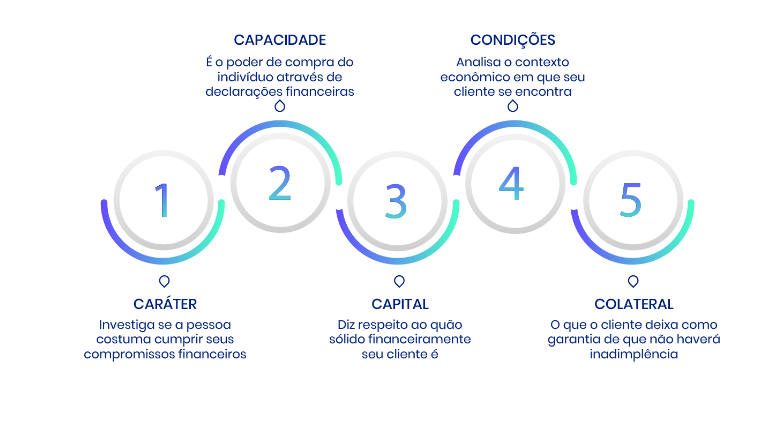 CAPACIDADE
É o poder de compra do
indivíduo através de
declarações financeiras
CONDIÇÕES
Analisa o contexto
econômico em que seu
cliente se encontra
1
2
3
4
5
CARÁTER
Investiga se a pessoa
costuma cumprir seus
compromissos financeiros
CAPITAL
Diz respeito ao quão
sólido financeiramente
seu cliente é
COLATERAL
O que o cliente deixa como
garantia de que não haverá
inadimplência